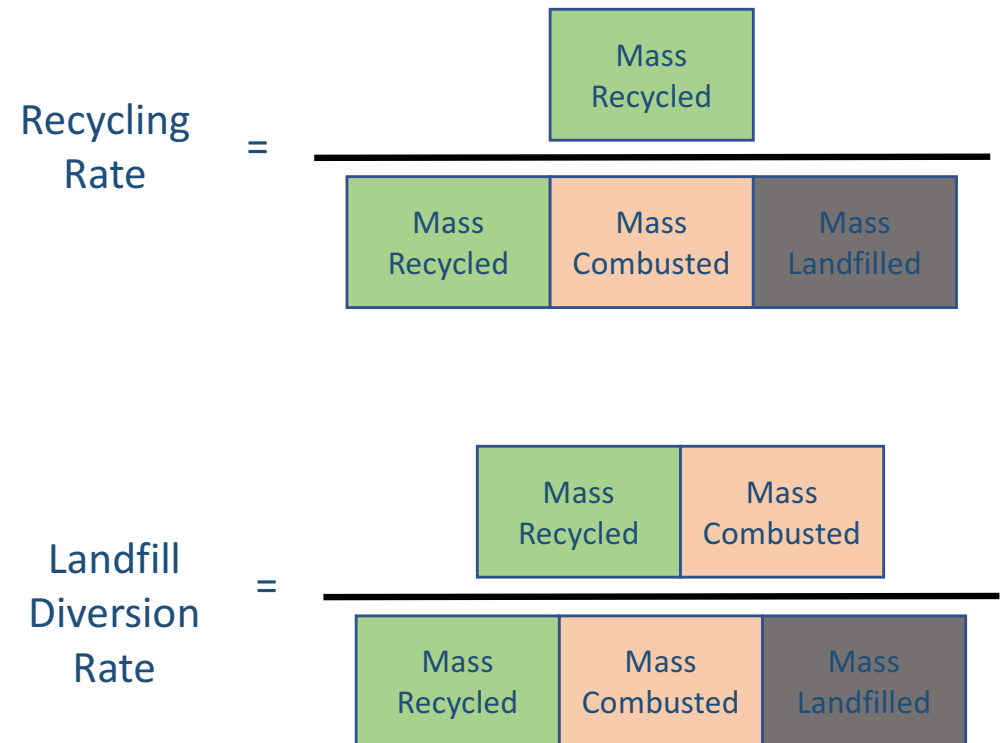 Recycling
Rate
=
Mass
Recycled
Mass
Recycled
Mass
Combusted
Mass
Landfilled
Landfill
Diversion
Rate
=
Mass
Recycled
Mass
Combusted
Mass
Recycled
Mass
Combusted
Mass
Landfilled